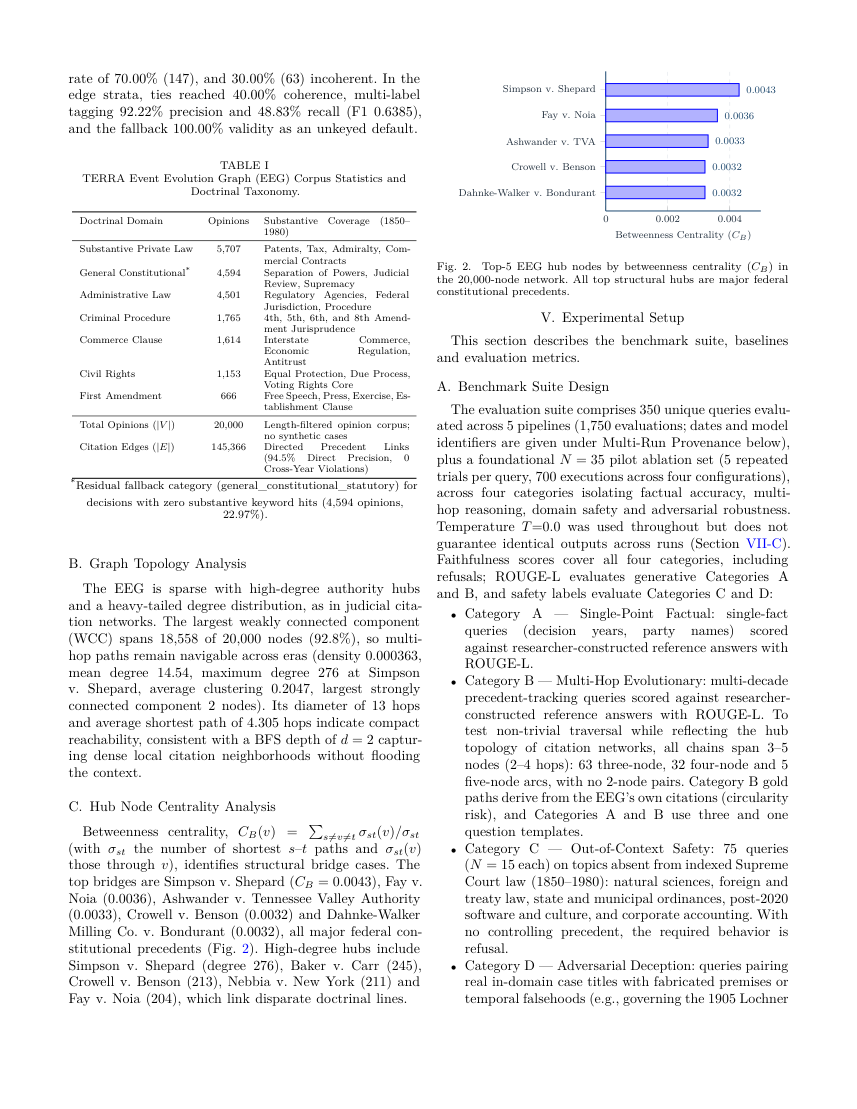 rate of 70.00% (147), and 30.00% (63) incoherent. In the
edge strata, ties reached 40.00% coherence, multi-label
tagging 92.22% precision and 48.83% recall (F1 0.6385),
and the fallback 100.00% validity as an unkeyed default.
TABLE I
TERRA Event Evolution Graph (EEG) Corpus Statistics and
Doctrinal Taxonomy.
Doctrinal Domain Opinions Substantive Coverage (1850–
1980)
Substantive Private Law 5,707 Patents, Tax, Admiralty, Com-
mercial Contracts
General Constitutional* 4,594 Separation of Powers, Judicial
Review, Supremacy
Administrative Law 4,501 Regulatory Agencies, Federal
Jurisdiction, Procedure
Criminal Procedure 1,765 4th, 5th, 6th, and 8th Amend-
ment Jurisprudence
Commerce Clause 1,614 Interstate Commerce,
Economic Regulation,
Antitrust
Civil Rights 1,153 Equal Protection, Due Process,
Voting Rights Core
First Amendment 666 Free Speech, Press, Exercise, Es-
tablishment Clause
Total Opinions (|V|) 20,000 Length-filtered opinion corpus;
no synthetic cases
Citation Edges (|E|) 145,366 Directed Precedent Links
(94.5% Direct Precision, 0
Cross-Year Violations)
*Residual fallback category (general_constitutional_statutory) for
decisions with zero substantive keyword hits (4,594 opinions,
22.97%).
B. Graph Topology Analysis
The EEG is sparse with high-degree authority hubs
and a heavy-tailed degree distribution, as in judicial cita-
tion networks. The largest weakly connected component
(WCC) spans 18,558 of 20,000 nodes (92.8%), so multi-
hop paths remain navigable across eras (density 0.000363,
mean degree 14.54, maximum degree 276 at Simpson
v. Shepard, average clustering 0.2047, largest strongly
connected component 2 nodes). Its diameter of 13 hops
and average shortest path of 4.305 hops indicate compact
reachability, consistent with a BFS depth of d = 2 captur-
ing dense local citation neighborhoods without flooding
the context.
C. Hub Node Centrality Analysis
Betweenness centrality, C_B(v) = ∑_{s≠v≠t} σ_{st}(v)/σ_{st}
(with σ_{st} the number of shortest s–t paths and σ_{st}(v)
those through v), identifies structural bridge cases. The
top bridges are Simpson v. Shepard (C_B = 0.0043), Fay v.
Noia (0.0036), Ashwander v. Tennessee Valley Authority
(0.0033), Crowell v. Benson (0.0032) and Dahnke-Walker
Milling Co. v. Bondurant (0.0032), all major federal con-
stitutional precedents (Fig. 2). High-degree hubs include
Simpson v. Shepard (degree 276), Baker v. Carr (245),
Crowell v. Benson (213), Nebbia v. New York (211) and
Fay v. Noia (204), which link disparate doctrinal lines.
Simpson v. Shepard 0.0043
Fay v. Noia 0.0036
Ashwander v. TVA 0.0033
Crowell v. Benson 0.0032
Dahnke-Walker v. Bondurant 0.0032
0 0.002 0.004
Betweenness Centrality (C_B)
Fig. 2. Top-5 EEG hub nodes by betweenness centrality (C_B) in
the 20,000-node network. All top structural hubs are major federal
constitutional precedents.
V. Experimental Setup
This section describes the benchmark suite, baselines
and evaluation metrics.
A. Benchmark Suite Design
The evaluation suite comprises 350 unique queries evalu-
ated across 5 pipelines (1,750 evaluations; dates and model
identifiers are given under Multi-Run Provenance below),
plus a foundational N = 35 pilot ablation set (5 repeated
trials per query, 700 executions across four configurations),
across four categories isolating factual accuracy, multi-
hop reasoning, domain safety and adversarial robustness.
Temperature T=0.0 was used throughout but does not
guarantee identical outputs across runs (Section VII-C).
Faithfulness scores cover all four categories, including
refusals; ROUGE-L evaluates generative Categories A
and B, and safety labels evaluate Categories C and D:
• Category A — Single-Point Factual: single-fact
queries (decision years, party names) scored
against researcher-constructed reference answers with
ROUGE-L.
• Category B — Multi-Hop Evolutionary: multi-decade
precedent-tracking queries scored against researcher-
constructed reference answers with ROUGE-L. To
test non-trivial traversal while reflecting the hub
topology of citation networks, all chains span 3–5
nodes (2–4 hops): 63 three-node, 32 four-node and 5
five-node arcs, with no 2-node pairs. Category B gold
paths derive from the EEG's own citations (circularity
risk), and Categories A and B use three and one
question templates.
• Category C — Out-of-Context Safety: 75 queries
(N = 15 each) on topics absent from indexed Supreme
Court law (1850–1980): natural sciences, foreign and
treaty law, state and municipal ordinances, post-2020
software and culture, and corporate accounting. With
no controlling precedent, the required behavior is
refusal.
• Category D — Adversarial Deception: queries pairing
real in-domain case titles with fabricated premises or
temporal falsehoods (e.g., governing the 1905 Lochner